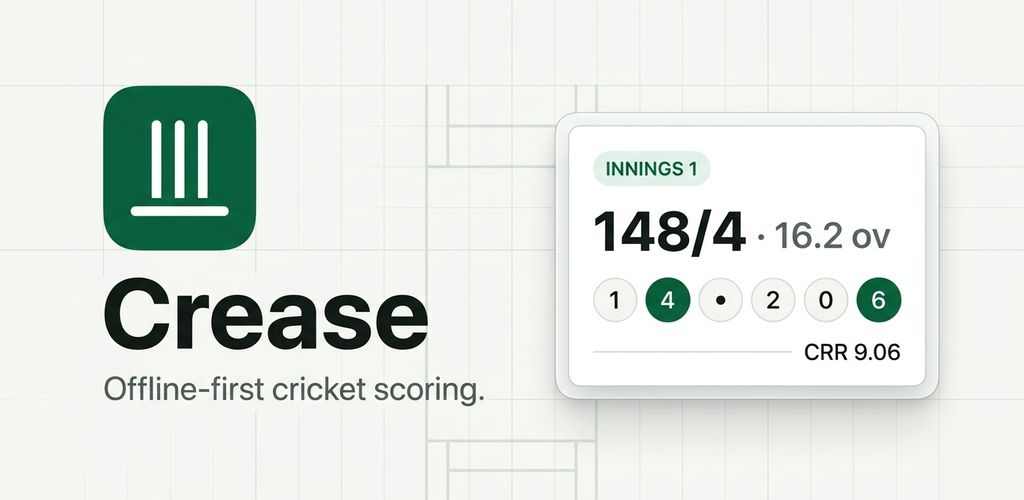 Crease
Offline-first cricket scoring.
INNINGS 1
148/4 · 16.2 ov
1 4 • 2 0 6
CRR 9.06